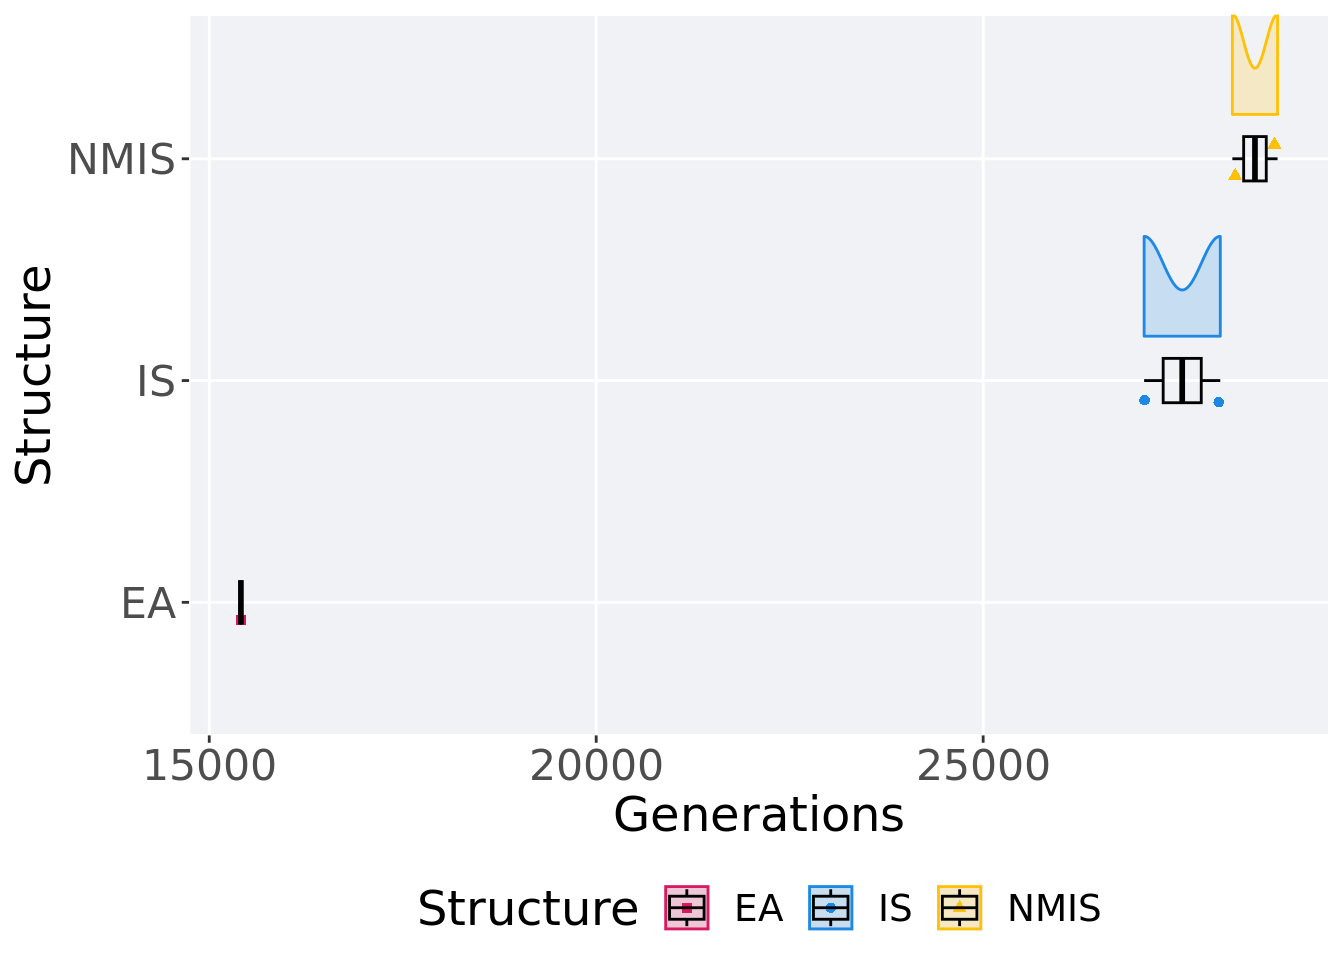 NMIS
IS
EA
Structure
15000 20000 25000
Generations
Structure EA IS NMIS